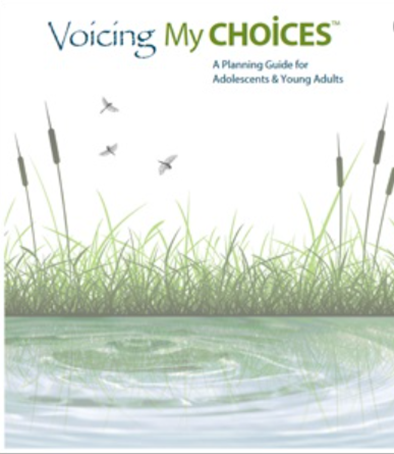 Voicing My CHOiCES™
A Planning Guide for
Adolescents & Young Adults